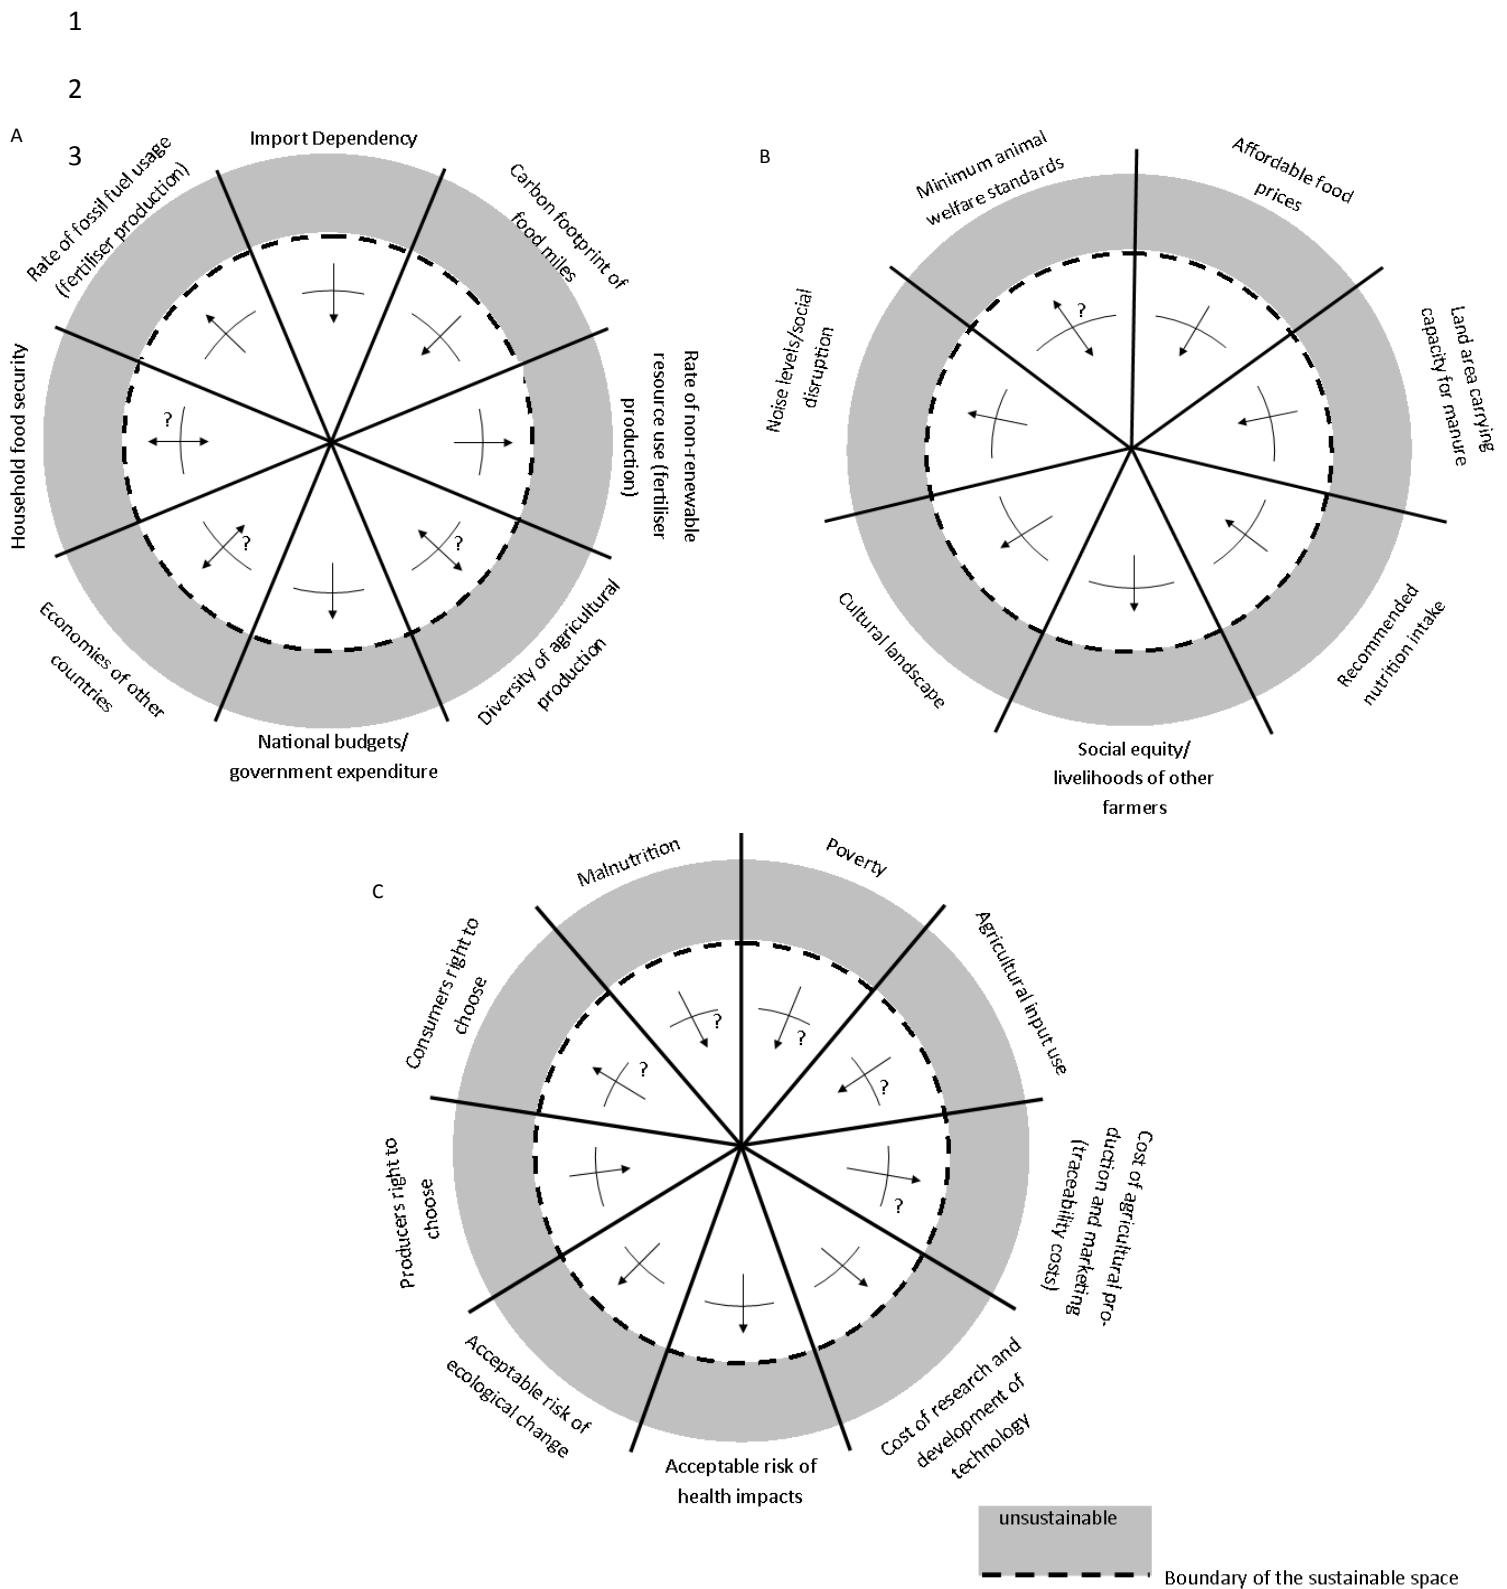 1
2
3
A
Import Dependency
Rate of fossil fuel usage
(fertiliser production)
Carbon footprint of
food miles
Household food security
?
Rate of non-renewable
resource use (fertiliser
production)
?
?
Economies of other
countries
Diversity of agricultural
production
National budgets/
government expenditure
B
Minimum animal
welfare standards
Affordable food
prices
?
Noise levels/social
disruption
Land area carrying
capacity for manure
Cultural landscape
Recommended
nutrition intake
Social equity/
livelihoods of other
farmers
C
Malnutrition
Poverty
Consumers right to
choose
Agricultural input use
?
?
?
?
Producers right to
choose
Cost of agricultural pro-
duction and marketing
(traceability costs)
?
Acceptable risk of
ecological change
Cost of research and
development of
technology
Acceptable risk of
health impacts
unsustainable
Boundary of the sustainable space